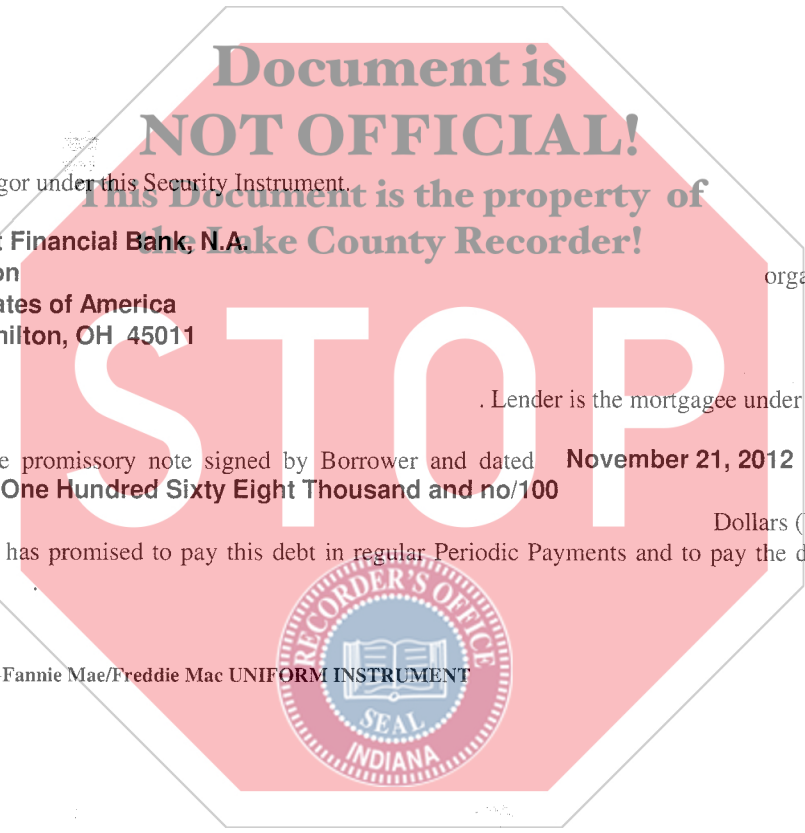 Document is
NOT OFFICIAL!
gor under this Security Instrument.
This Document is the property of
t Financial Bank, N.A.
the Lake County Recorder!
on
orga
ates of America
nilton, OH 45011
STOP
. Lender is the mortgagee under
e promissory note signed by Borrower and dated November 21, 2012
One Hundred Sixty Eight Thousand and no/100
Dollars (
has promised to pay this debt in regular Periodic Payments and to pay the d
.
RECORDER'S OFFICE
-Fannie Mae/Freddie Mac UNIFORM INSTRUMENT
SEAL
INDIANA